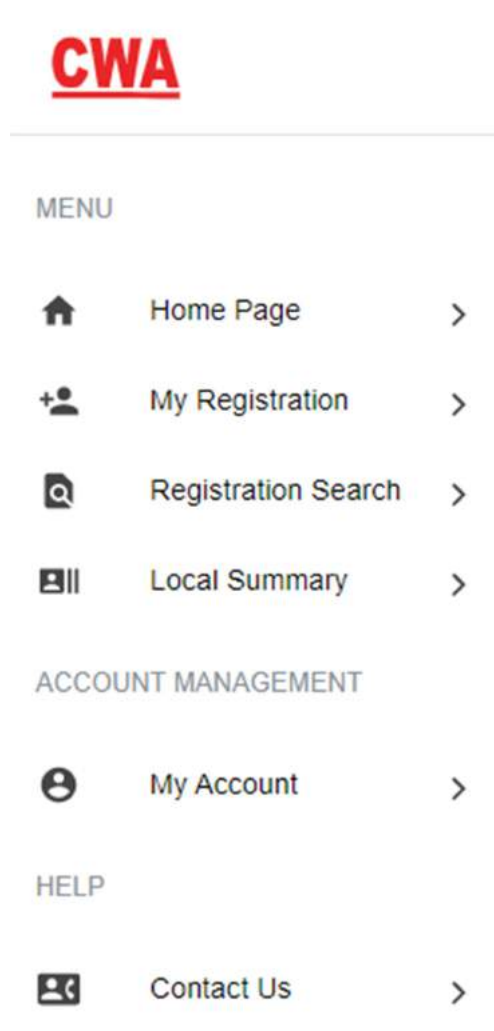 CWA
MENU
Home Page
My Registration
Registration Search
Local Summary
ACCOUNT MANAGEMENT
My Account
HELP
Contact Us